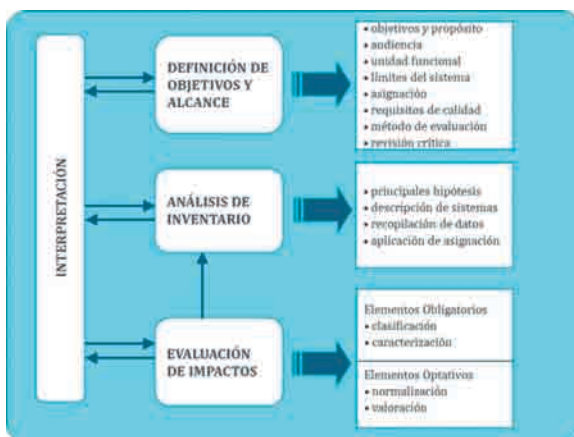 INTERPRETACIÓN
DEFINICIÓN DE
OBJETIVOS Y
ALCANCE
• objetivos y propósito
• audiencia
• unidad funcional
• límites del sistema
• asignación
• requisitos de calidad
• método de evaluación
• revisión crítica
ANÁLISIS DE
INVENTARIO
• principales hipótesis
• descripción de sistemas
• recopilación de datos
• aplicación de asignación
EVALUACIÓN
DE IMPACTOS
Elementos Obligatorios
• clasificación
• caracterización
Elementos Optativos
• normalización
• valoración